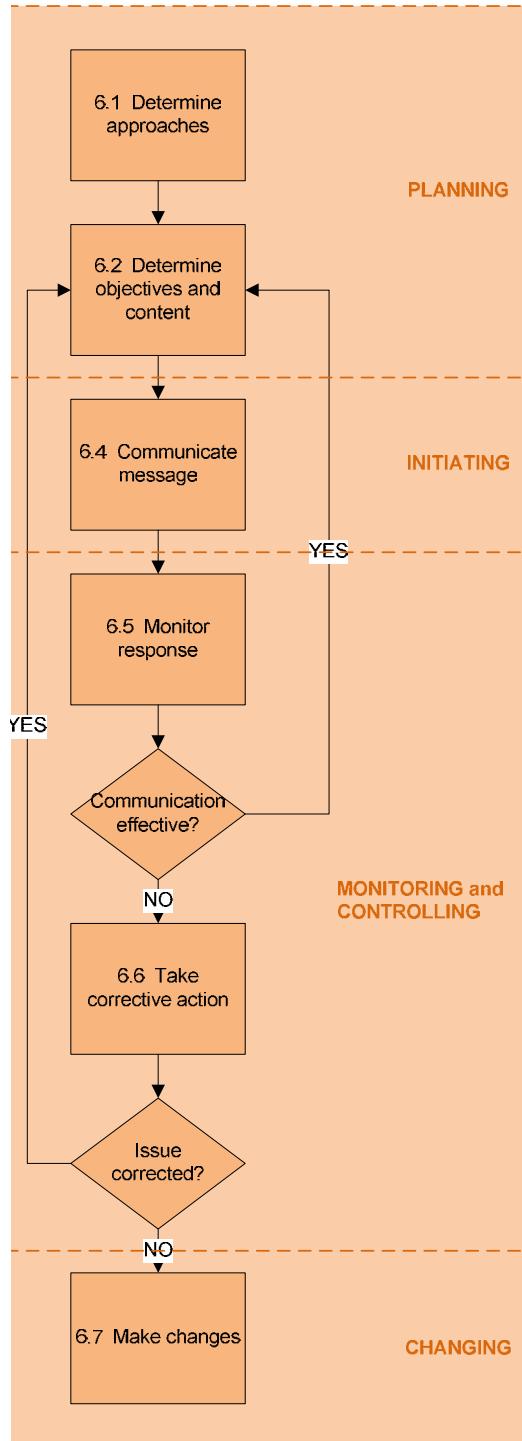 6.1 Determine
approaches
PLANNING
6.2 Determine
objectives and
content
6.4 Communicate
message
INITIATING
YES
6.5 Monitor
response
YES
Communication
effective?
MONITORING and
CONTROLLING
NO
6.6 Take
corrective action
Issue
corrected?
NO
6.7 Make changes
CHANGING